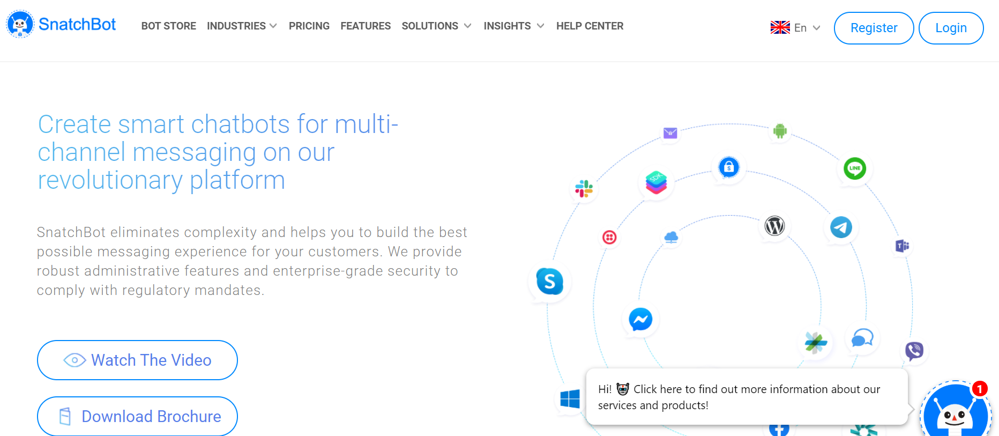 SnatchBot
BOT STORE INDUSTRIES PRICING FEATURES SOLUTIONS INSIGHTS HELP CENTER
En Register Login
Create smart chatbots for multi-
channel messaging on our
revolutionary platform
SnatchBot eliminates complexity and helps you to build the best
possible messaging experience for your customers. We provide
robust administrative features and enterprise-grade security to
comply with regulatory mandates.
Watch The Video
Download Brochure
LINE
SDK
S
W
T
S
Hi! Click here to find out more information about our
services and products!
1